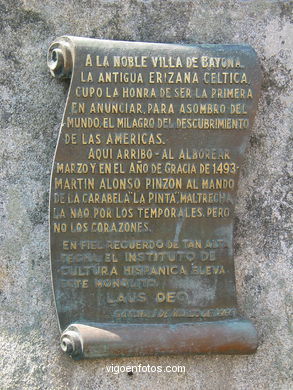 A LA NOBLE VILLA DE BAYONA.
LA ANTIGUA ERIZANA CELTICA,
CUPO LA HONRA DE SER LA PRIMERA
EN ANUNCIAR, PARA ASOMBRO DEL
MUNDO, EL MILAGRO DEL DESCUBRIMIENTO
DE LAS AMERICAS.
AQUI ARRIBO - AL ALBOREAR
MARZO Y EN EL AÑO DE GRACIA DE 1493-
MARTIN ALONSO PINZON AL MANDO
DE LA CARABELA "LA PINTA", MALTRECHA
LA NAO POR LOS TEMPORALES, PERO
NO LOS CORAZONES.
EN FIEL RECUERDO DE TAN ALTA
EL INSTITUTO DE
CULTURA HISPANICA ELEVA
ESTE MONOLITO.
LAUS DEO
vigoenfotos.com